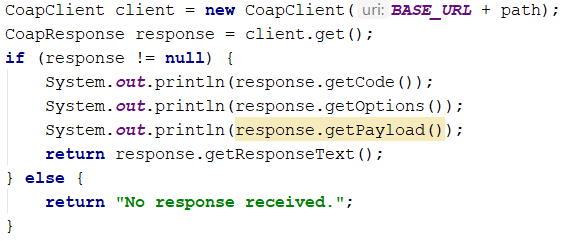 CoapClient client = new CoapClient( uri: BASE_URL + path);
CoapResponse response = client.get();
if (response != null) {
    System.out.println(response.getCode());
    System.out.println(response.getOptions());
    System.out.println(response.getPayload());
    return response.getResponseText();
} else {
    return "No response received.";
}